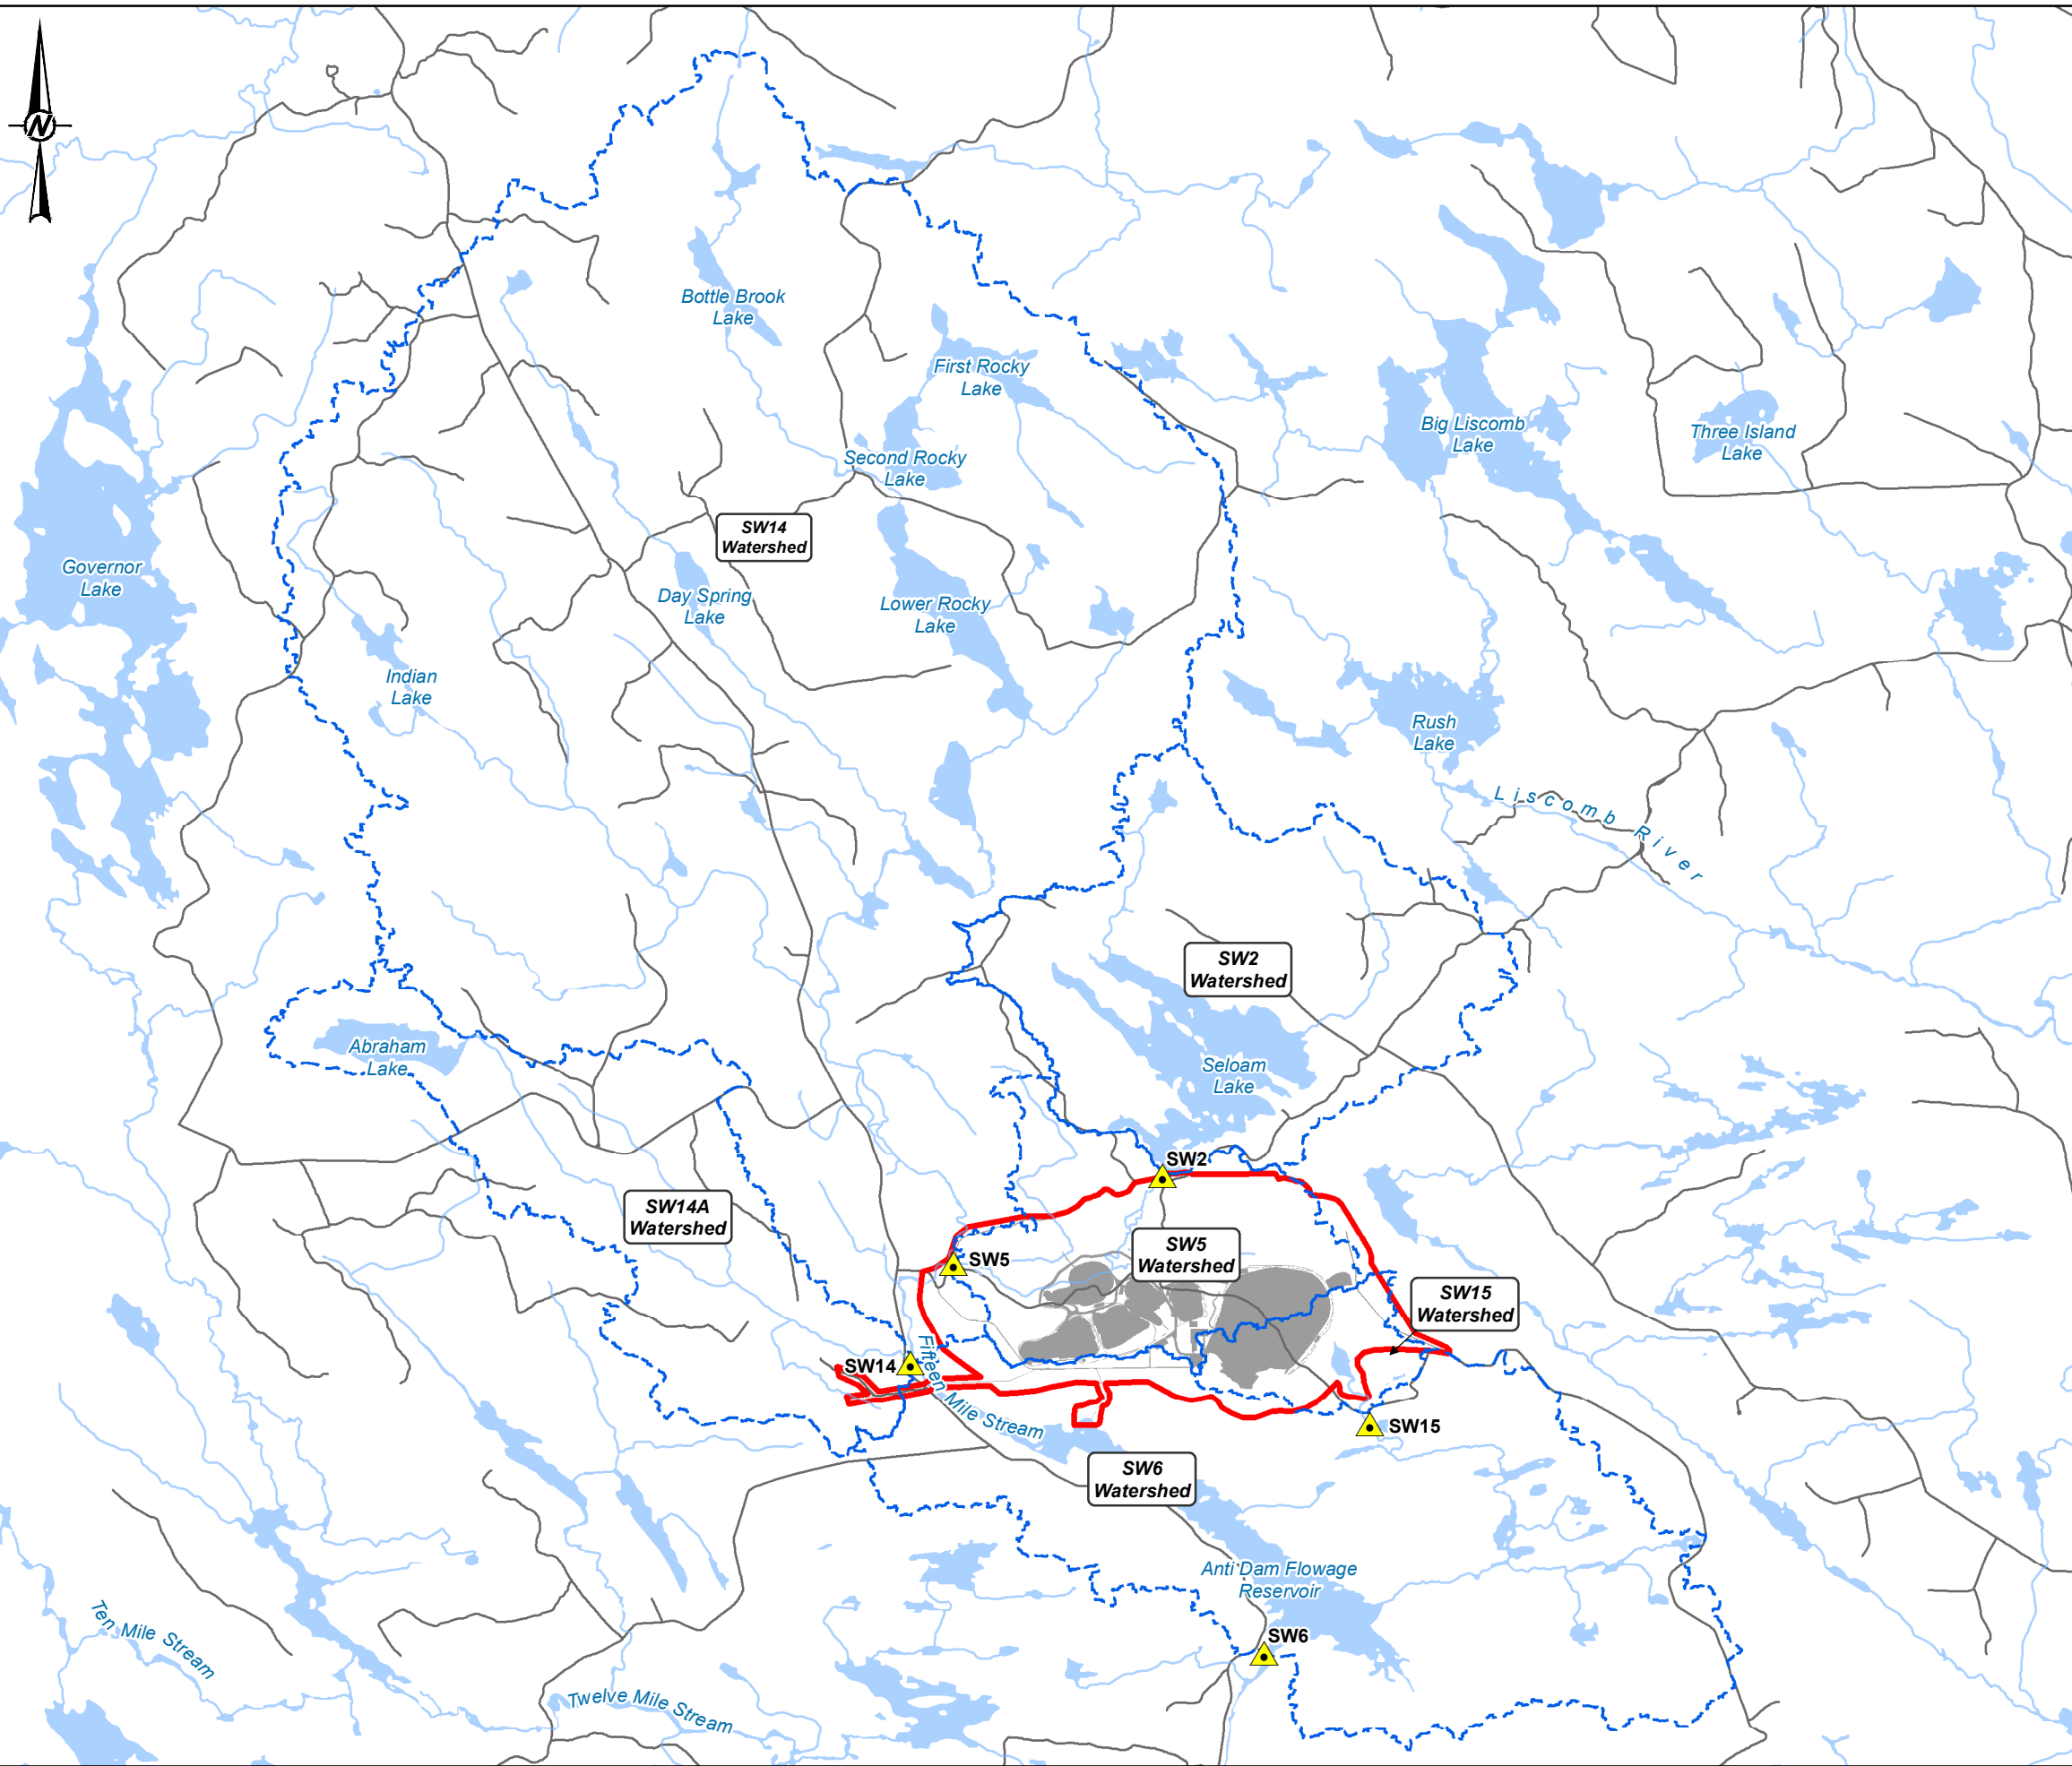 N
Bottle Brook
Lake
First Rocky
Lake
Second Rocky
Lake
Big Liscomb
Lake
Three Island
Lake
SW14
Watershed
Governor
Lake
Day Spring
Lake
Lower Rocky
Lake
Indian
Lake
Rush
Lake
Liscomb River
SW2
Watershed
Abraham
Lake
Seloam
Lake
SW2
SW14A
Watershed
SW5
Watershed
SW5
SW15
Watershed
SW14
Fifteen Mile Stream
SW15
SW6
Watershed
Anti Dam Flowage
Reservoir
SW6
Ten Mile Stream
Twelve Mile Stream